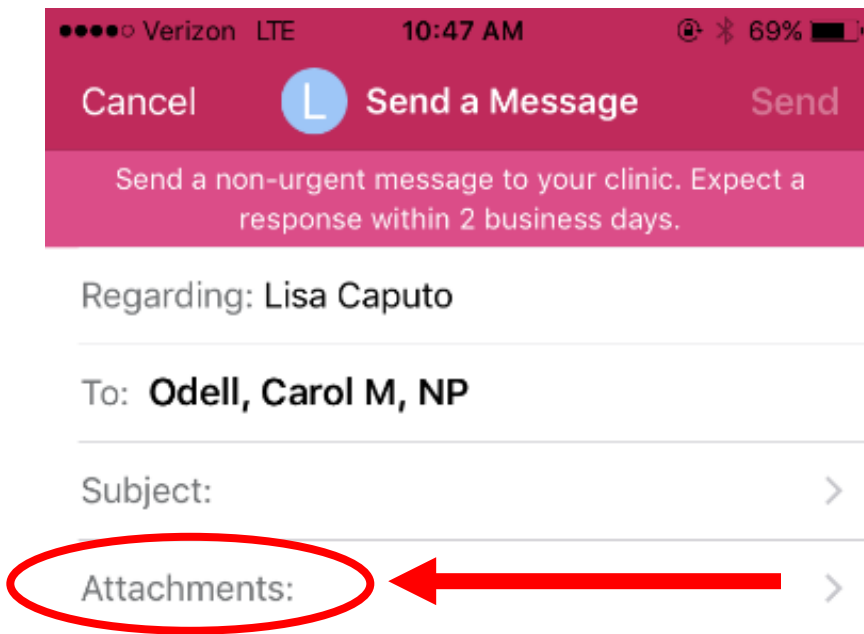 Verizon LTE 10:47 AM 69%
Cancel L Send a Message Send
Send a non-urgent message to your clinic. Expect a
response within 2 business days.
Regarding: Lisa Caputo
To: Odell, Carol M, NP
Subject:
Attachments: